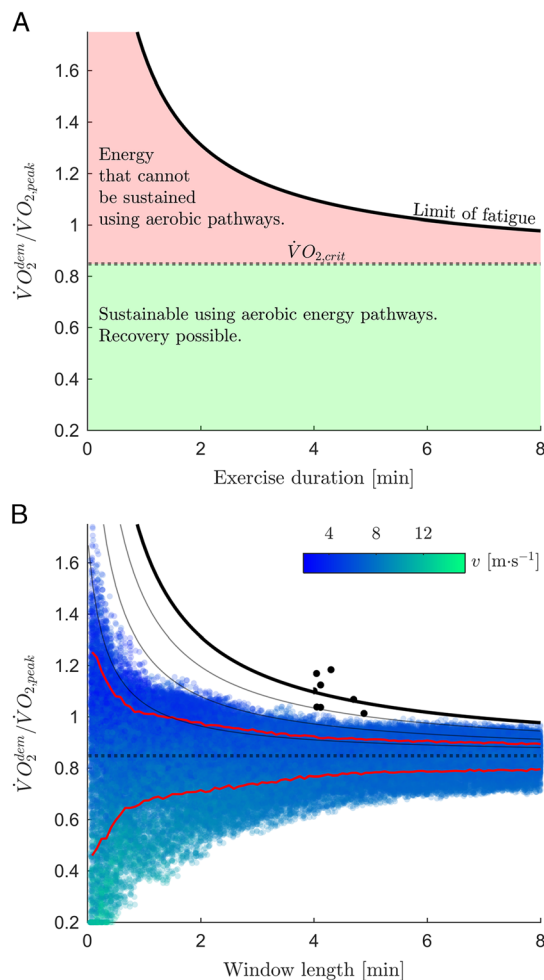 A
1.6
1.4
1.2
1
0.8
0.6
0.4
0.2
V̇O₂ᵈᵉᵐ/V̇O₂,peak
Energy
that cannot
be sustained
using aerobic pathways.
Limit of fatigue
V̇O₂,crit
Sustainable using aerobic energy pathways.
Recovery possible.
0 2 4 6 8
Exercise duration [min]
B
4 8 12
v [m·s⁻¹]
1.6
1.4
1.2
1
0.8
0.6
0.4
0.2
V̇O₂ᵈᵉᵐ/V̇O₂,peak
0 2 4 6 8
Window length [min]